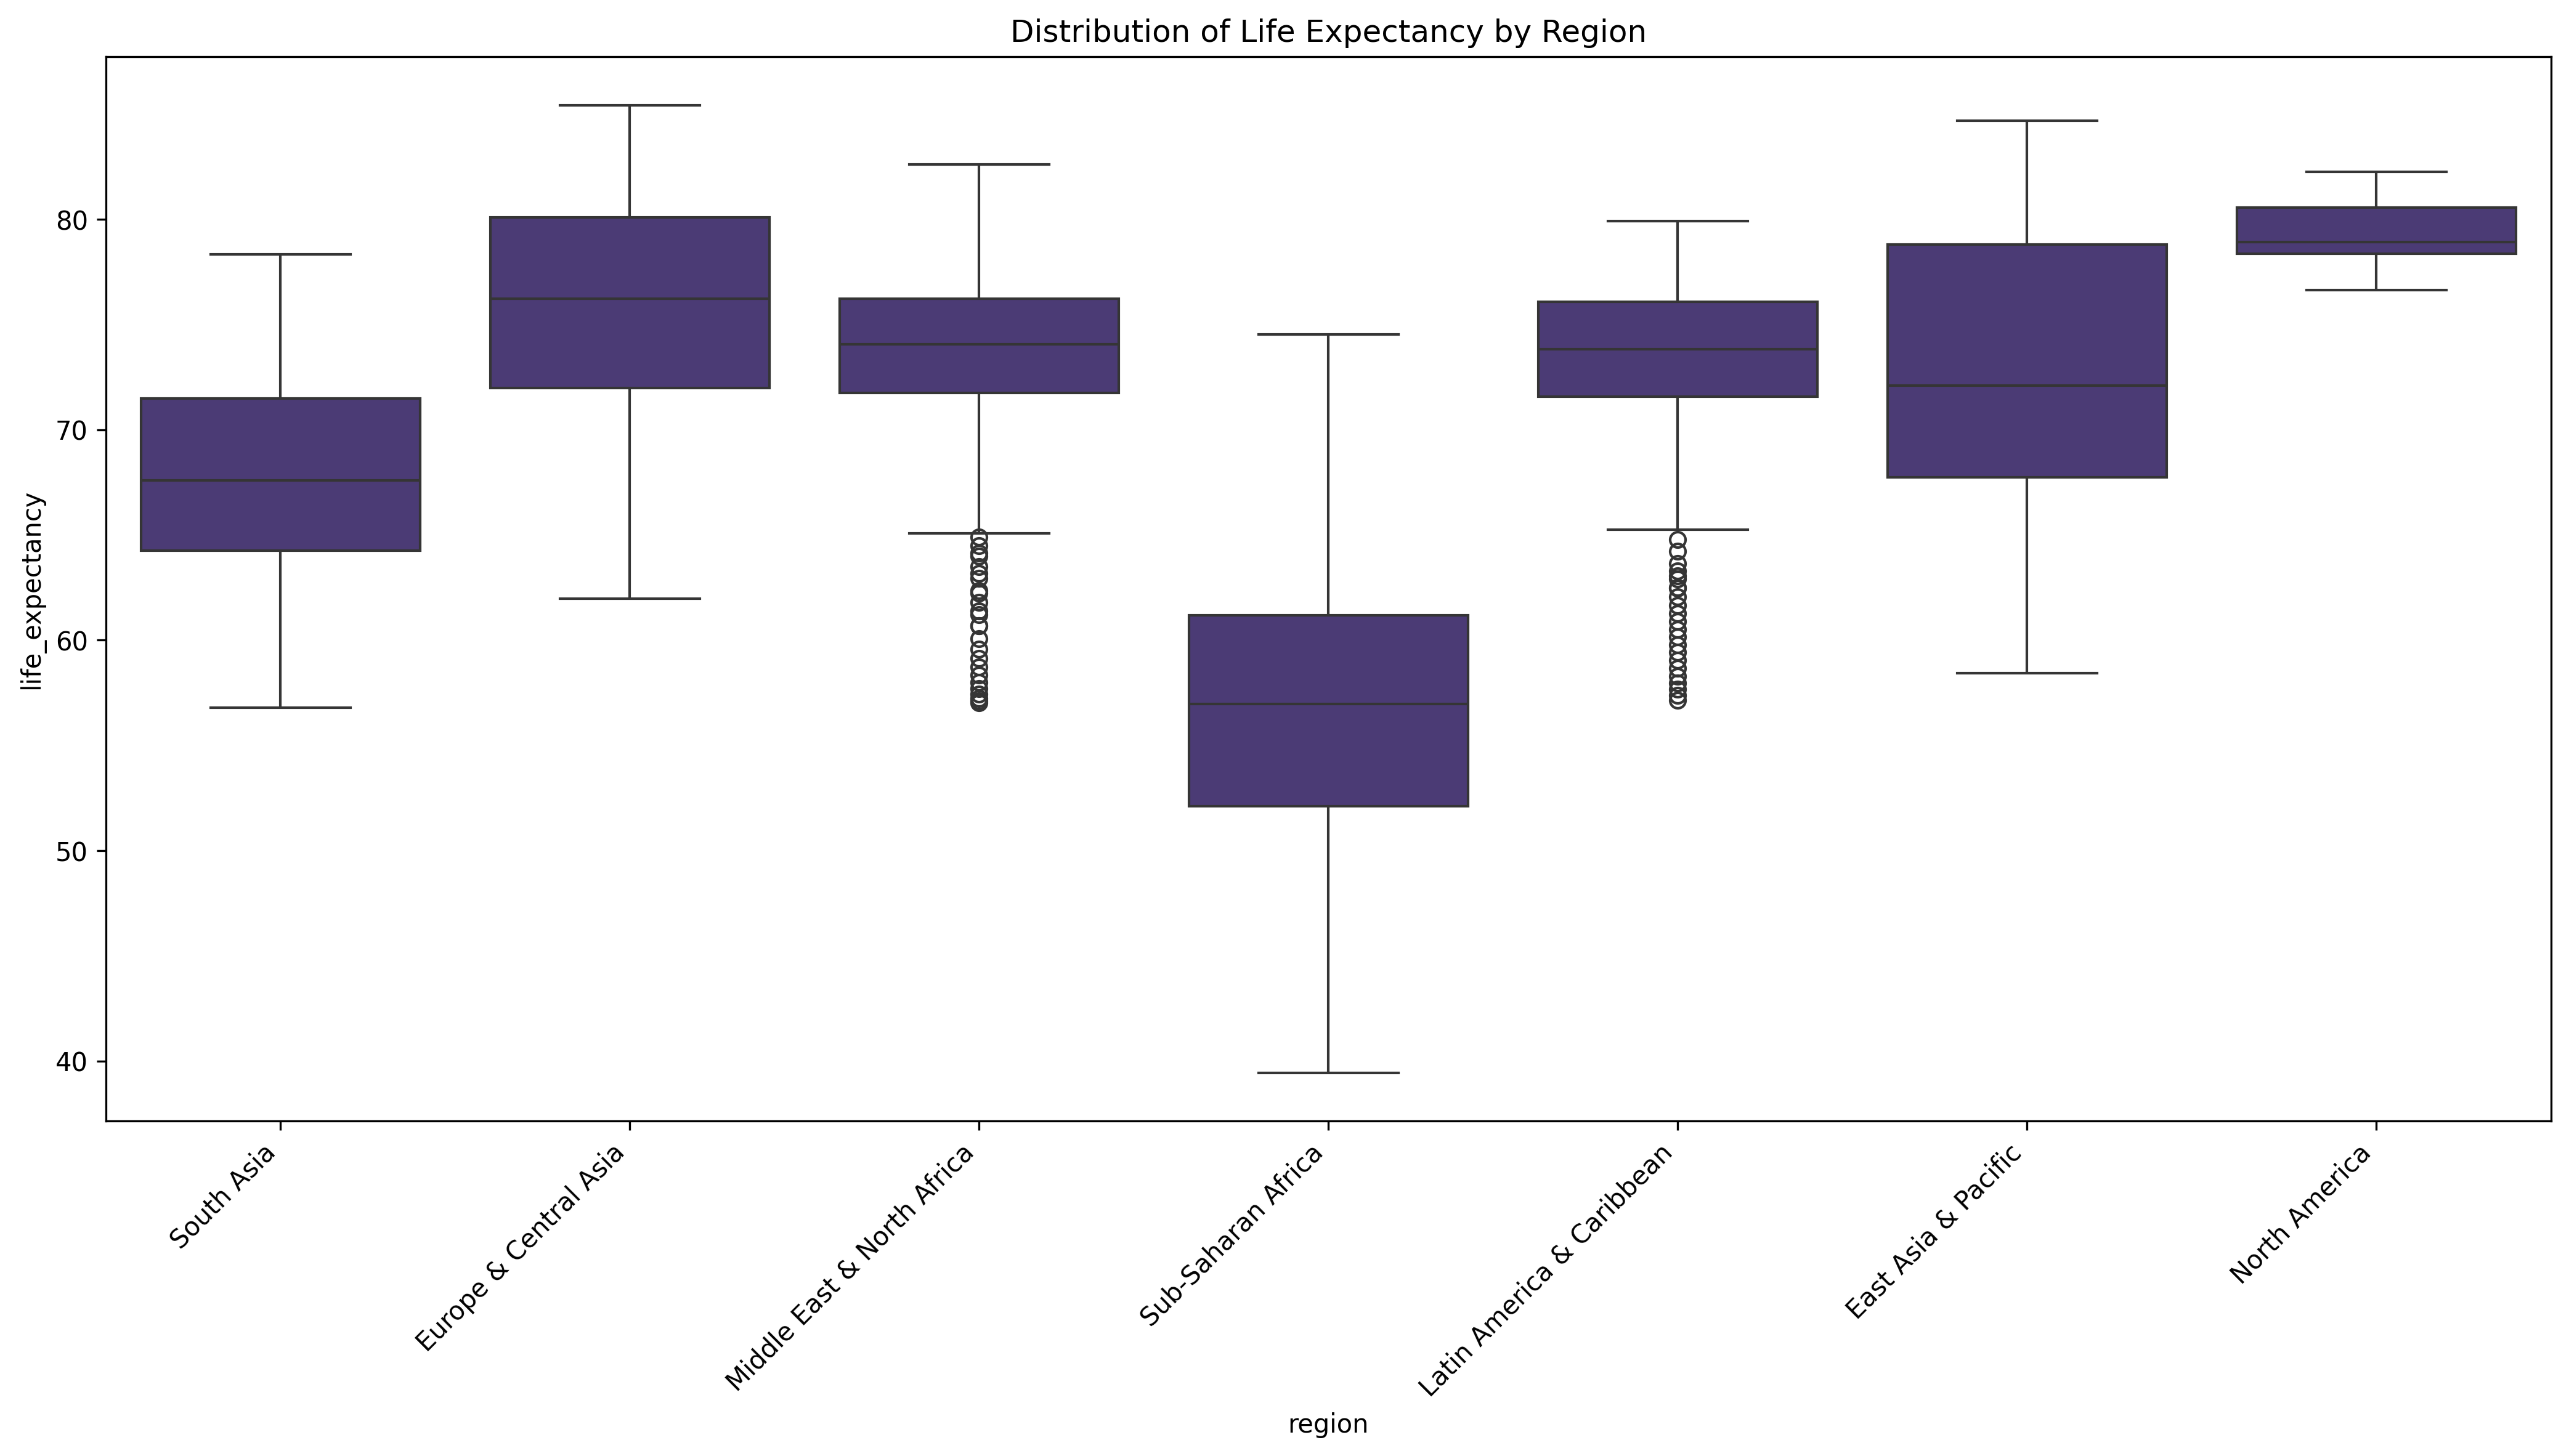 Distribution of Life Expectancy by Region
life_expectancy
80
70
60
50
40
South Asia
Europe & Central Asia
Middle East & North Africa
Sub-Saharan Africa
Latin America & Caribbean
East Asia & Pacific
North America
region